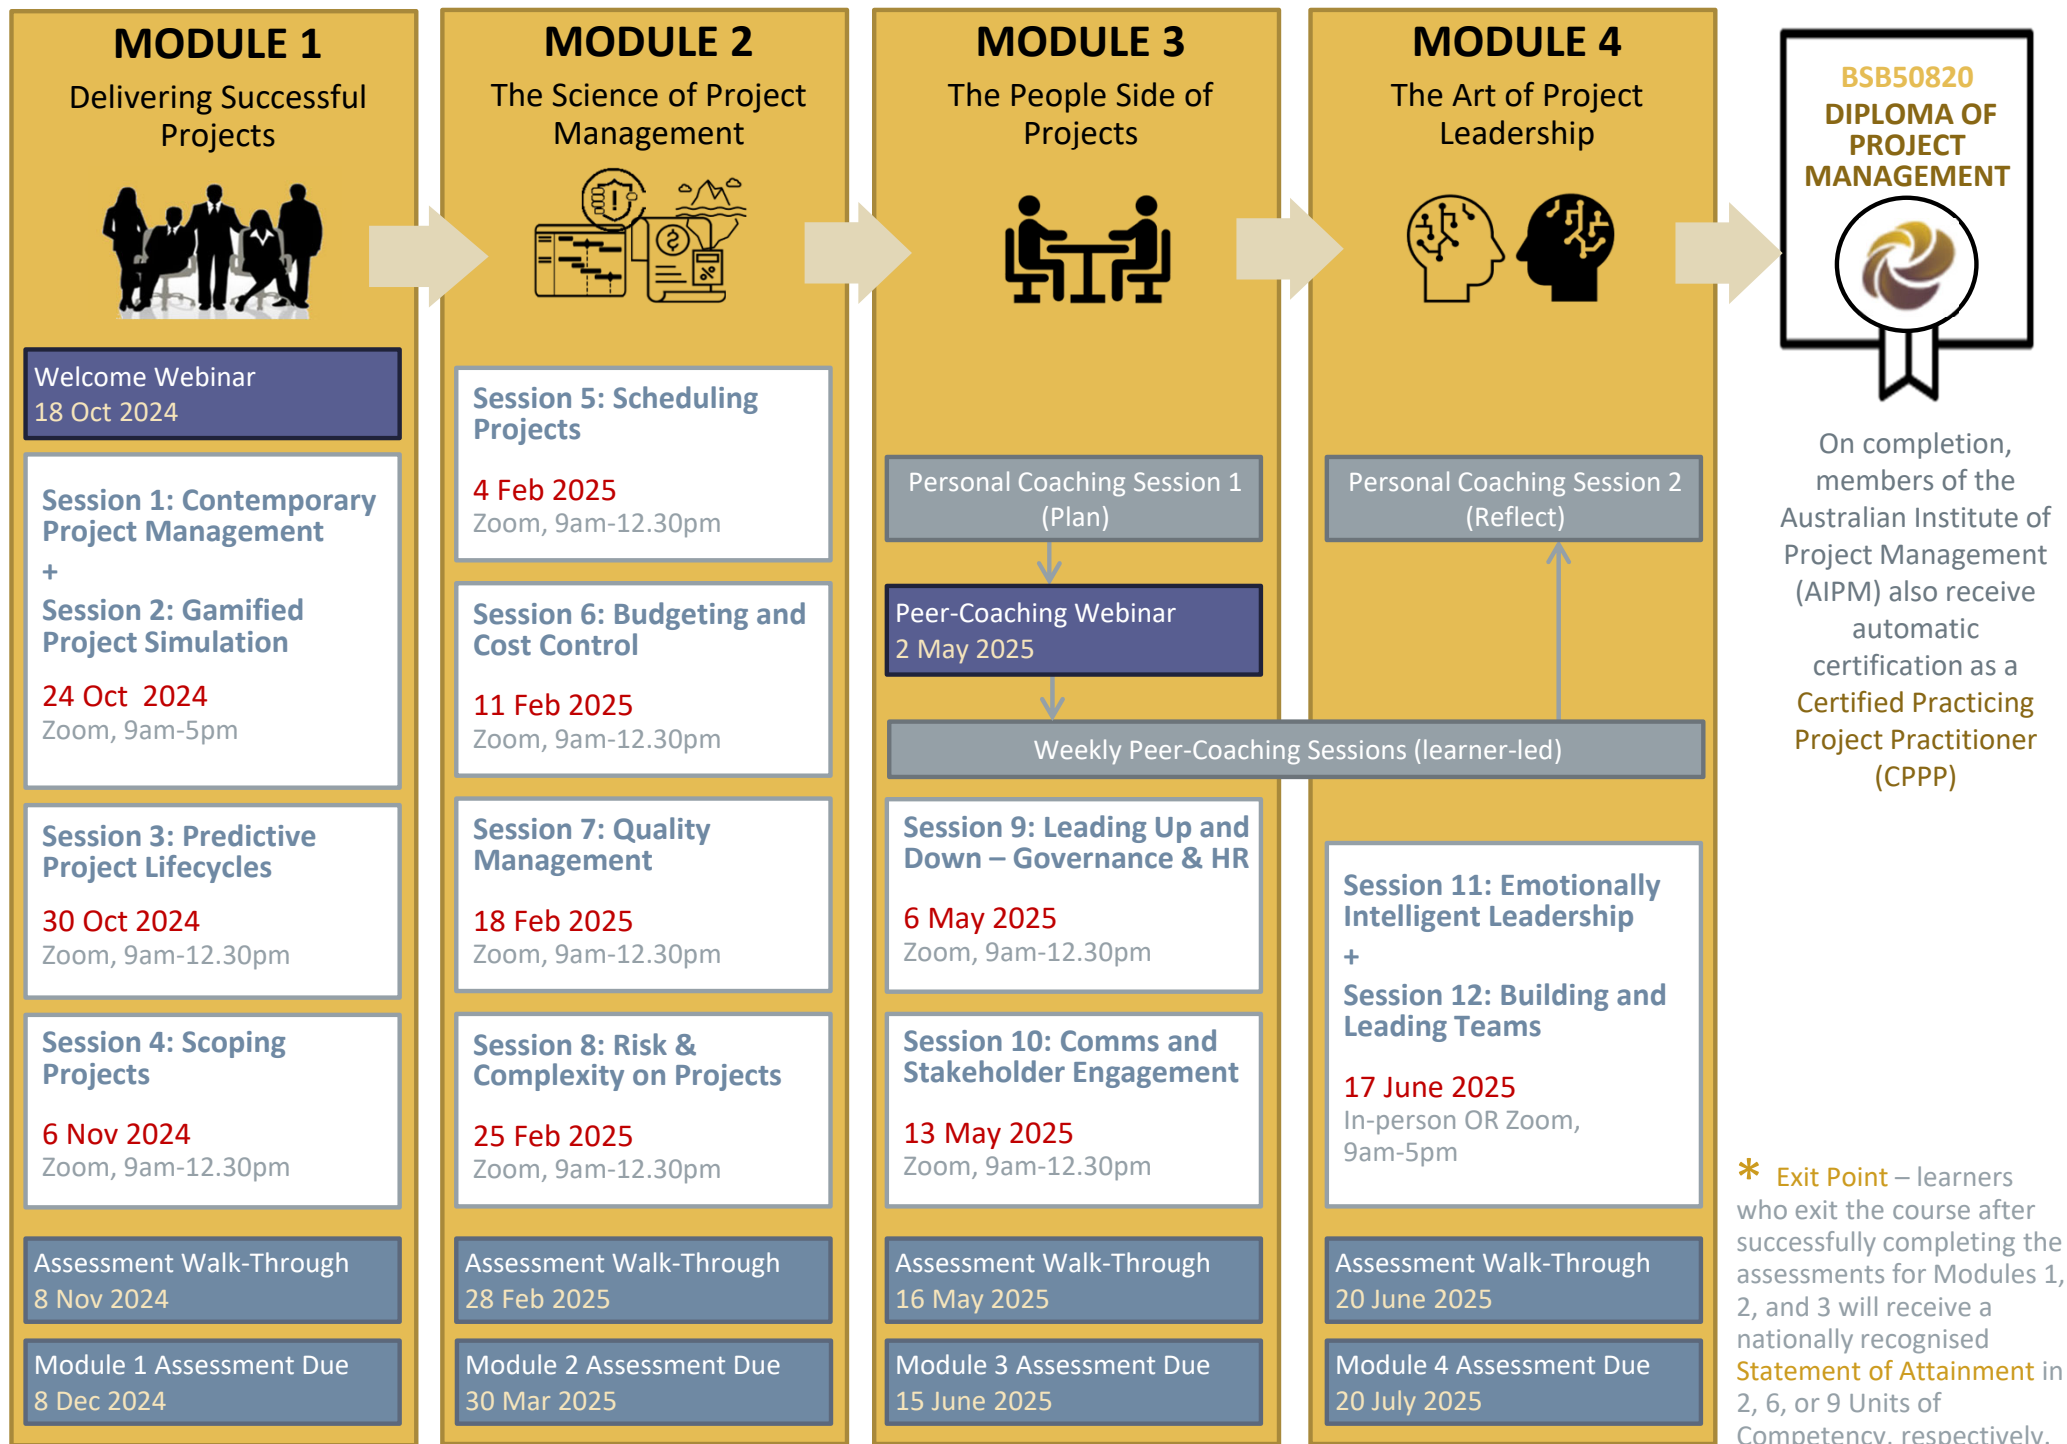 MODULE 1
Delivering Successful
Projects
Welcome Webinar
18 Oct 2024
Session 1: Contemporary
Project Management
+
Session 2: Gamified
Project Simulation
24 Oct  2024
Zoom, 9am-5pm
Session 3: Predictive
Project Lifecycles
30 Oct 2024
Zoom, 9am-12.30pm
Session 4: Scoping
Projects
6 Nov 2024
Zoom, 9am-12.30pm
Assessment Walk-Through
8 Nov 2024
Module 1 Assessment Due
8 Dec 2024
MODULE 2
The Science of Project
Management
Session 5: Scheduling
Projects
4 Feb 2025
Zoom, 9am-12.30pm
Session 6: Budgeting and
Cost Control
11 Feb 2025
Zoom, 9am-12.30pm
Session 7: Quality
Management
18 Feb 2025
Zoom, 9am-12.30pm
Session 8: Risk &
Complexity on Projects
25 Feb 2025
Zoom, 9am-12.30pm
Assessment Walk-Through
28 Feb 2025
Module 2 Assessment Due
30 Mar 2025
MODULE 3
The People Side of
Projects
Personal Coaching Session 1
(Plan)
Peer-Coaching Webinar
2 May 2025
Weekly Peer-Coaching Sessions (learner-led)
Session 9: Leading Up and
Down – Governance & HR
6 May 2025
Zoom, 9am-12.30pm
Session 10: Comms and
Stakeholder Engagement
13 May 2025
Zoom, 9am-12.30pm
Assessment Walk-Through
16 May 2025
Module 3 Assessment Due
15 June 2025
MODULE 4
The Art of Project
Leadership
Personal Coaching Session 2
(Reflect)
Session 11: Emotionally
Intelligent Leadership
+
Session 12: Building and
Leading Teams
17 June 2025
In-person OR Zoom,
9am-5pm
Assessment Walk-Through
20 June 2025
Module 4 Assessment Due
20 July 2025
BSB50820
DIPLOMA OF
PROJECT
MANAGEMENT
On completion,
members of the
Australian Institute of
Project Management
(AIPM) also receive
automatic
certification as a
Certified Practicing
Project Practitioner
(CPPP)
* Exit Point – learners
who exit the course after
successfully completing the
assessments for Modules 1,
2, and 3 will receive a
nationally recognised
Statement of Attainment in
2, 6, or 9 Units of
Competency, respectively.